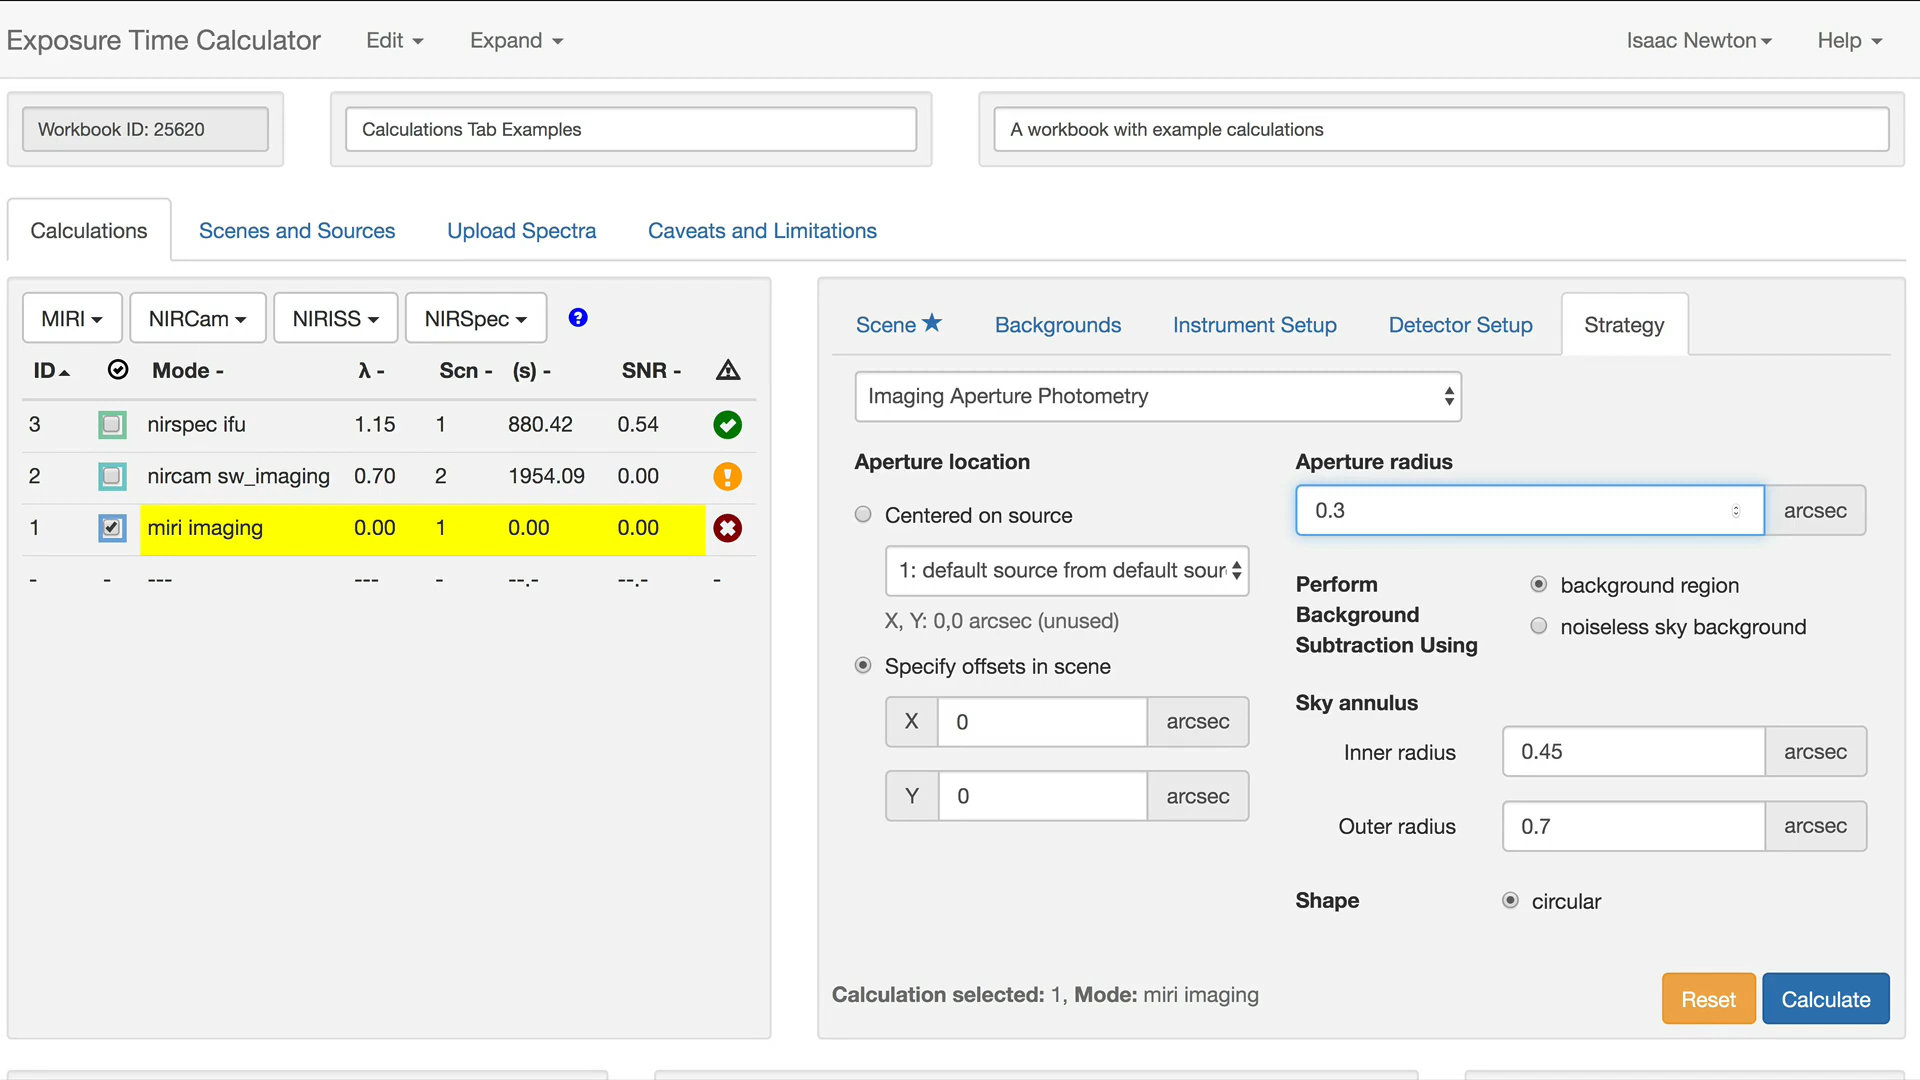 Exposure Time Calculator Edit Expand Isaac Newton Help
Workbook ID: 25620 Calculations Tab Examples A workbook with example calculations
Calculations Scenes and Sources Upload Spectra Caveats and Limitations
MIRI NIRCam NIRISS NIRSpec ?
ID Mode - λ - Scn - (s) - SNR -
3 nirspec ifu 1.15 1 880.42 0.54
2 nircam sw_imaging 0.70 2 1954.09 0.00
1 miri imaging 0.00 1 0.00 0.00
- - --- --- - --.- --.- -
Scene Backgrounds Instrument Setup Detector Setup Strategy
Imaging Aperture Photometry
Aperture location
Centered on source
1: default source from default sour
X, Y: 0,0 arcsec (unused)
Specify offsets in scene
X 0 arcsec
Y 0 arcsec
Aperture radius
0.3 arcsec
Perform
Background
Subtraction Using
background region
noiseless sky background
Sky annulus
Inner radius 0.45 arcsec
Outer radius 0.7 arcsec
Shape circular
Calculation selected: 1, Mode: miri imaging
Reset Calculate